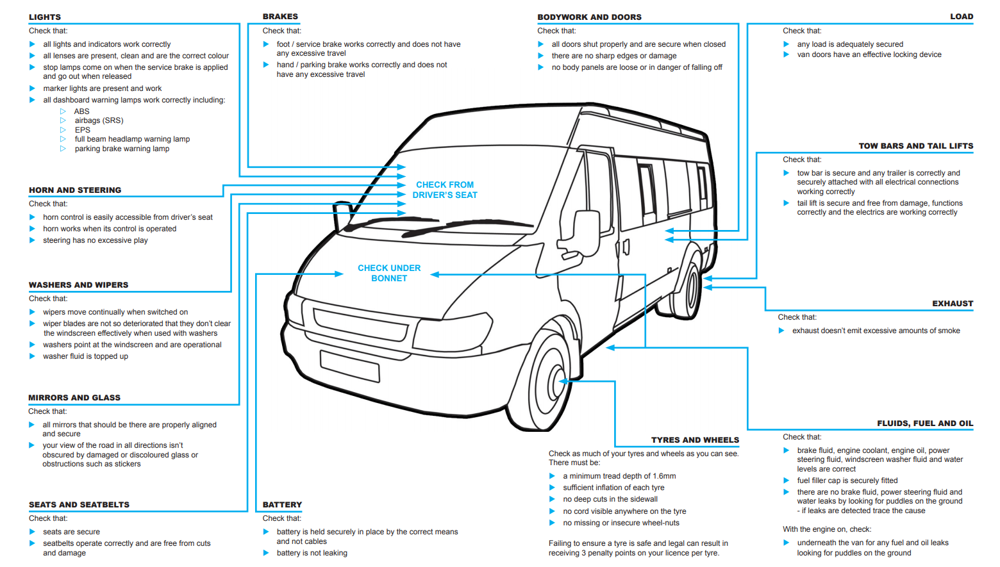 LIGHTS
Check that:
all lights and indicators work correctly
all lenses are present, clean and are the correct colour
stop lamps come on when the service brake is applied
and go out when released
marker lights are present and work
all dashboard warning lamps work correctly including:
ABS
airbags (SRS)
EPS
full beam headlamp warning lamp
parking brake warning lamp
HORN AND STEERING
Check that:
horn control is easily accessible from driver's seat
horn works when its control is operated
steering has no excessive play
WASHERS AND WIPERS
Check that:
wipers move continually when switched on
wiper blades are not so deteriorated that they don't clear
the windscreen effectively when used with washers
washers point at the windscreen and are operational
washer fluid is topped up
MIRRORS AND GLASS
Check that:
all mirrors that should be there are properly aligned
and secure
your view of the road in all directions isn't
obscured by damaged or discoloured glass or
obstructions such as stickers
SEATS AND SEATBELTS
Check that:
seats are secure
seatbelts operate correctly and are free from cuts
and damage
BRAKES
Check that:
foot / service brake works correctly and does not have
any excessive travel
hand / parking brake works correctly and does not
have any excessive travel
CHECK FROM
DRIVER'S SEAT
CHECK UNDER
BONNET
BATTERY
Check that:
battery is held securely in place by the correct means
and not cables
battery is not leaking
BODYWORK AND DOORS
Check that:
all doors shut properly and are secure when closed
there are no sharp edges or damage
no body panels are loose or in danger of falling off
TYRES AND WHEELS
Check as much of your tyres and wheels as you can see.
There must be:
a minimum tread depth of 1.6mm
sufficient inflation of each tyre
no deep cuts in the sidewall
no cord visible anywhere on the tyre
no missing or insecure wheel-nuts
Failing to ensure a tyre is safe and legal can result in
receiving 3 penalty points on your licence per tyre.
LOAD
Check that:
any load is adequately secured
van doors have an effective locking device
TOW BARS AND TAIL LIFTS
Check that:
tow bar is secure and any trailer is correctly and
securely attached with all electrical connections
working correctly
tail lift is secure and free from damage, functions
correctly and the electrics are working correctly
EXHAUST
Check that:
exhaust doesn't emit excessive amounts of smoke
FLUIDS, FUEL AND OIL
Check that:
brake fluid, engine coolant, engine oil, power
steering fluid, windscreen washer fluid and water
levels are correct
fuel filler cap is securely fitted
there are no brake fluid, power steering fluid and
water leaks by looking for puddles on the ground
- if leaks are detected trace the cause
With the engine on, check:
underneath the van for any fuel and oil leaks
looking for puddles on the ground